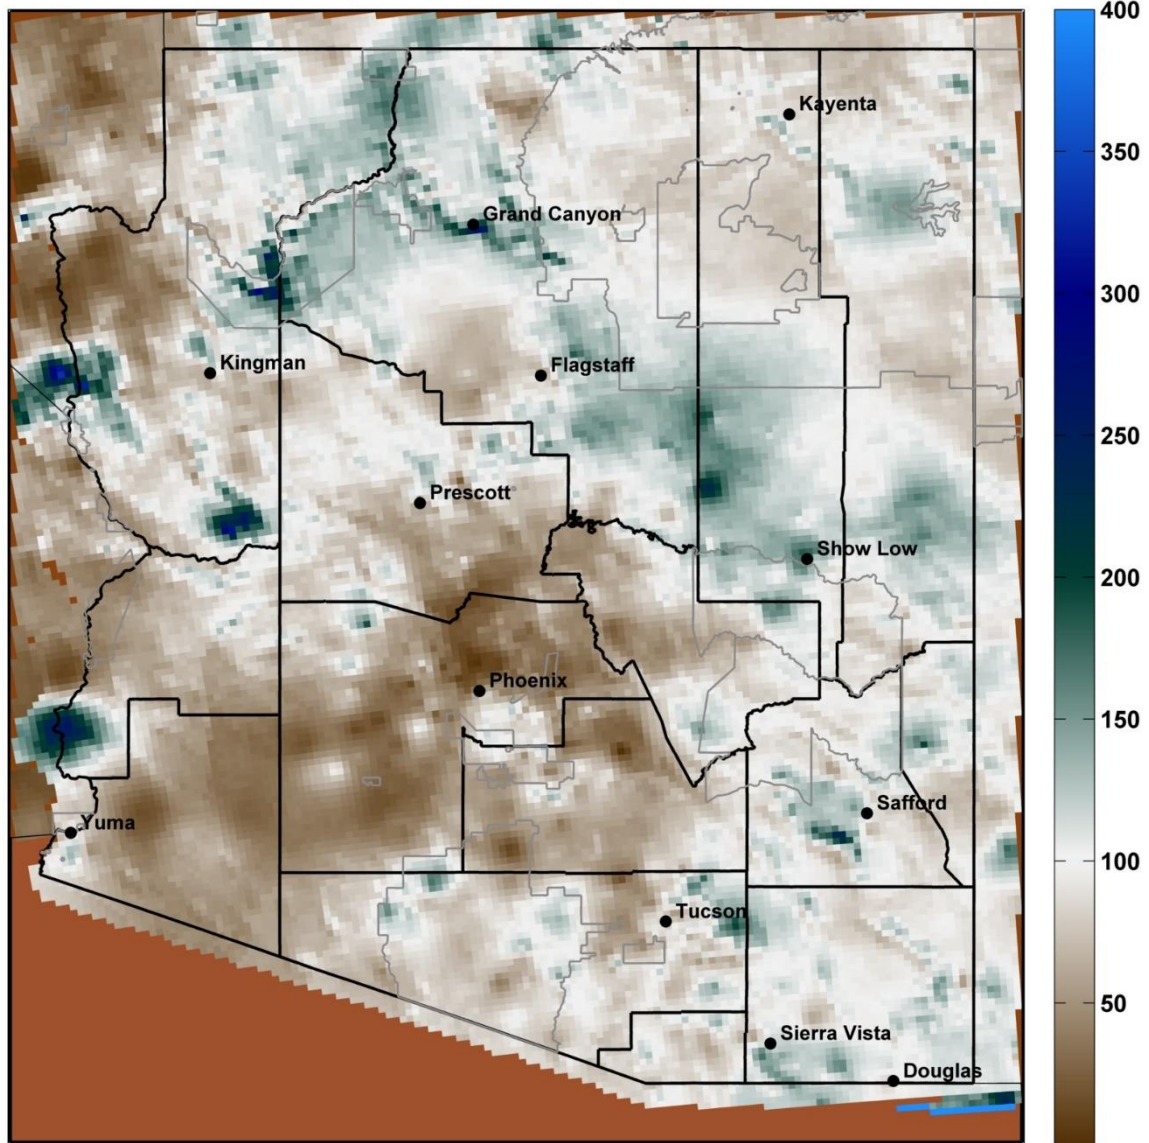 400
Kayenta
350
Grand Canyon
300
Kingman
Flagstaff
250
Prescott
Show Low
200
Phoenix
150
Safford
Yuma
100
Tucson
50
Sierra Vista
Douglas